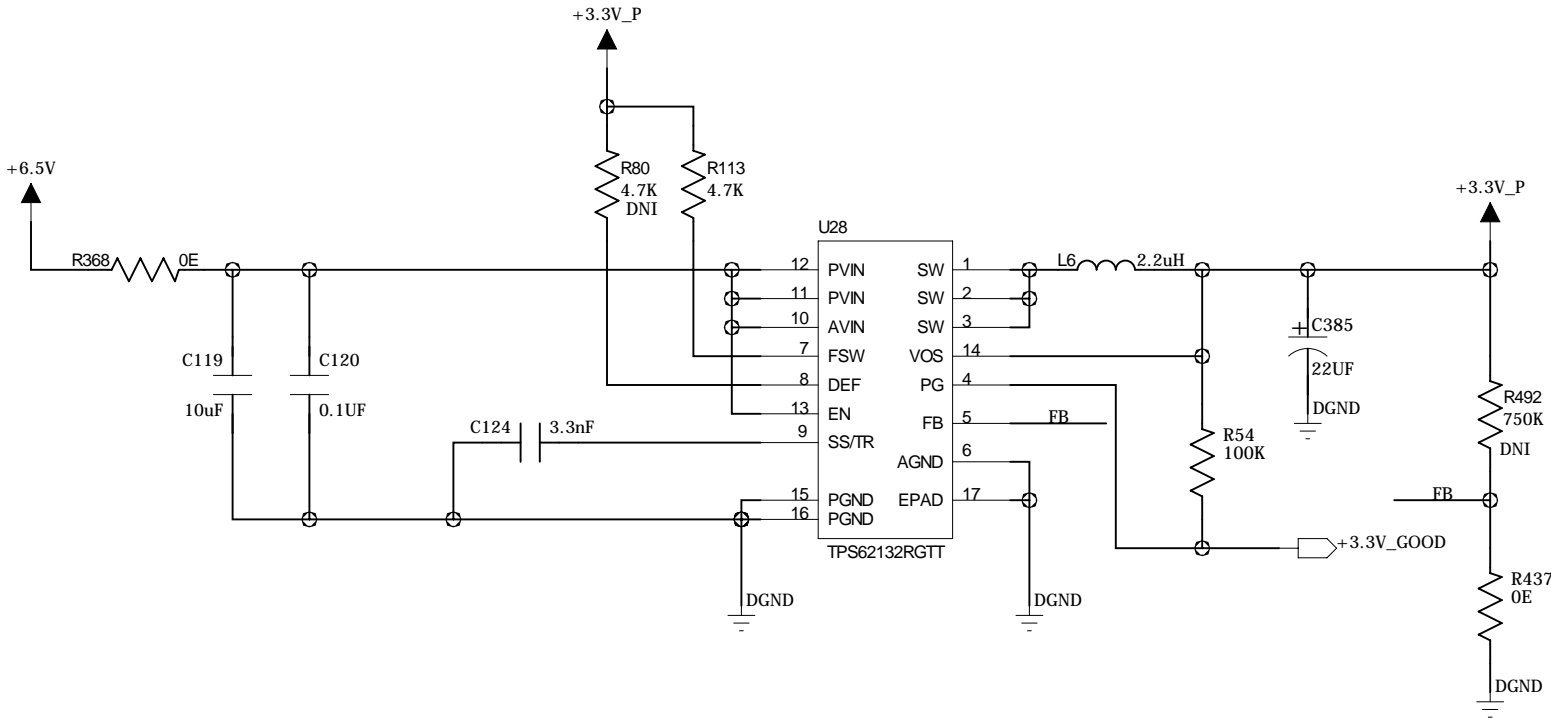 +3.3V_P
+6.5V
R80
4.7K
DNI
R113
4.7K
+3.3V_P
U28
R368
0E
12
PVIN
SW
1
L6
2.2uH
11
PVIN
SW
2
10
AVIN
SW
3
C385
22UF
DGND
7
FSW
VOS
14
C119
10uF
C120
0.1UF
8
DEF
PG
4
13
EN
FB
5
FB
C124
3.3nF
9
SS/TR
AGND
6
R492
750K
DNI
R54
100K
15
PGND
EPAD
17
FB
16
PGND
TPS62132RGTT
+3.3V_GOOD
R437
0E
DGND
DGND
DGND
+